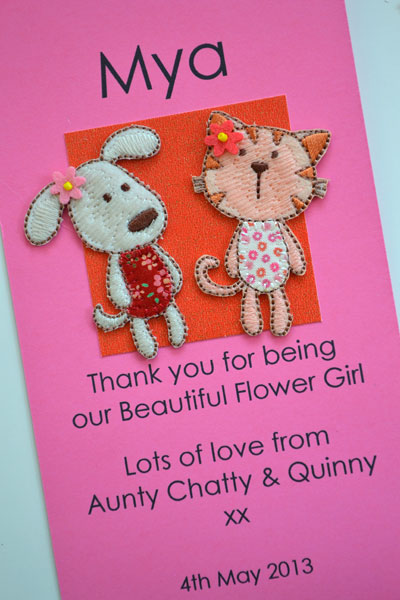 Mya
Thank you for being
our Beautiful Flower Girl
Lots of love from
Aunty Chatty & Quinny
xx
4th May 2013